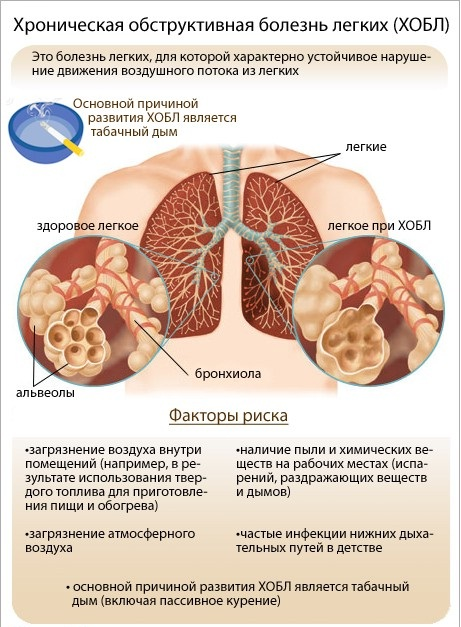 Хроническая обструктивная болезнь легких (ХОБЛ)
Это болезнь легких, для которой характерно устойчивое наруше-
ние движения воздушного потока из легких
Основной причиной
развития ХОБЛ является
табачный дым
легкие
здоровое легкое
легкое при ХОБЛ
бронхиола
альвеолы
Факторы риска
•загрязнение воздуха внутри
помещений (например, в ре-
зультате использования твер-
дого топлива для приготовле-
ния пищи и обогрева)
•наличие пыли и химических ве-
ществ на рабочих местах (испа-
рений, раздражающих веществ
и дымов)
•загрязнение атмосферного
воздуха
•частые инфекции нижних дыха-
тельных путей в детстве
• основной причиной развития ХОБЛ является табачный
дым (включая пассивное курение)